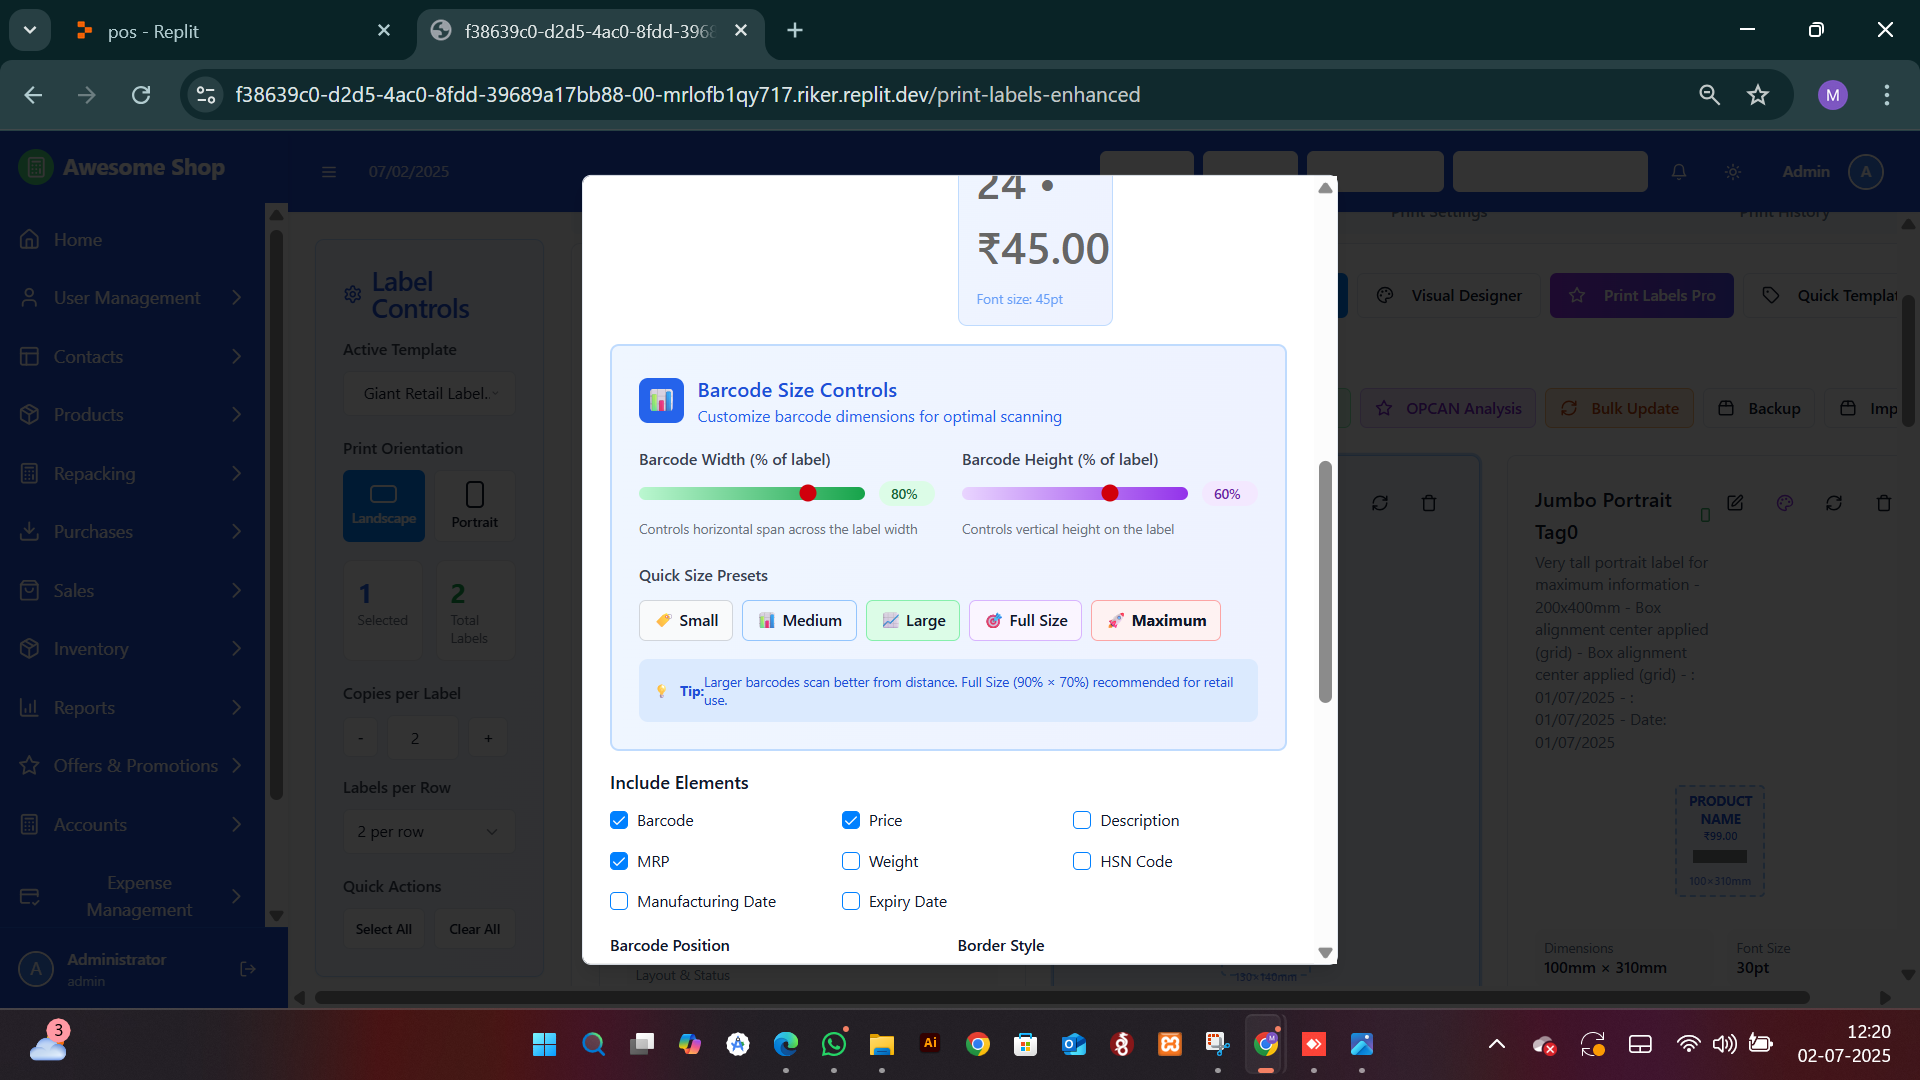 pos - Replit
f38639c0-d2d5-4ac0-8fdd-3968
f38639c0-d2d5-4ac0-8fdd-39689a17bb88-00-mrlofb1qy717.riker.replit.dev/print-labels-enhanced
M
Awesome Shop
07/02/2025
Admin
A
Home
User Management
Contacts
Products
Repacking
Purchases
Sales
Inventory
Reports
Offers & Promotions
Accounts
Expense
Management
A
Administrator
admin
Label
Controls
Active Template
Giant Retail Label..
Print Orientation
Landscape
Portrait
1
Selected
2
Total
Labels
Copies per Label
-
2
+
Labels per Row
2 per row
Quick Actions
Select All
Clear All
24 •
₹45.00
Font size: 45pt
Barcode Size Controls
Customize barcode dimensions for optimal scanning
Barcode Width (% of label)
80%
Controls horizontal span across the label width
Barcode Height (% of label)
60%
Controls vertical height on the label
Quick Size Presets
Small
Medium
Large
Full Size
Maximum
Tip:
Larger barcodes scan better from distance. Full Size (90% × 70%) recommended for retail
use.
Include Elements
Barcode
Price
Description
MRP
Weight
HSN Code
Manufacturing Date
Expiry Date
Barcode Position
Border Style
Layout & Status
130×140mm
Print Settings
Print History
Visual Designer
Print Labels Pro
Quick Templat
OPCAN Analysis
Bulk Update
Backup
Imp
Jumbo Portrait
Tag0
Very tall portrait label for
maximum information -
200x400mm - Box
alignment center applied
(grid) - Box alignment
center applied (grid) - :
01/07/2025 - :
01/07/2025 - Date:
01/07/2025
PRODUCT
NAME
₹99.00
100×310mm
Dimensions
100mm × 310mm
Font Size
30pt
3
Ai
12:20
02-07-2025